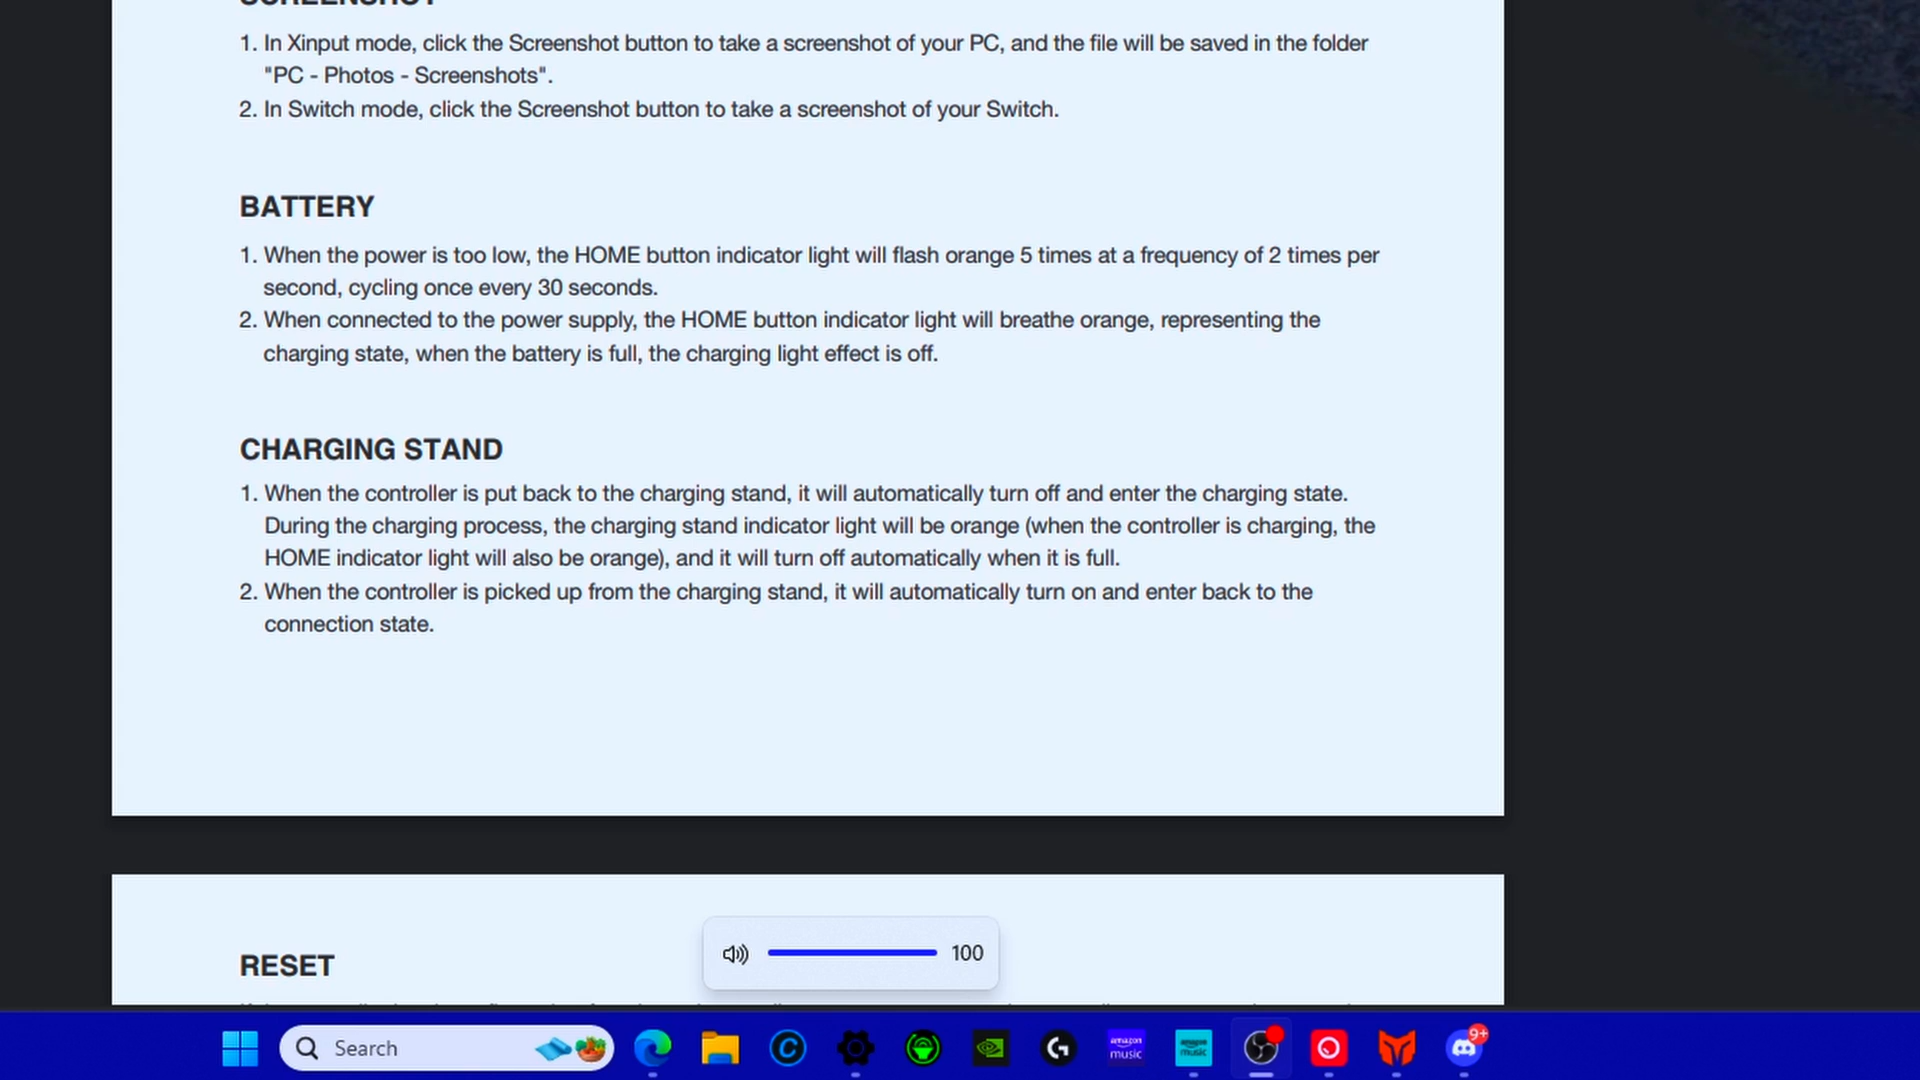 SCREENSHOT
1. In Xinput mode, click the Screenshot button to take a screenshot of your PC, and the file will be saved in the folder
"PC - Photos - Screenshots".
2. In Switch mode, click the Screenshot button to take a screenshot of your Switch.
BATTERY
1. When the power is too low, the HOME button indicator light will flash orange 5 times at a frequency of 2 times per
second, cycling once every 30 seconds.
2. When connected to the power supply, the HOME button indicator light will breathe orange, representing the
charging state, when the battery is full, the charging light effect is off.
CHARGING STAND
1. When the controller is put back to the charging stand, it will automatically turn off and enter the charging state.
During the charging process, the charging stand indicator light will be orange (when the controller is charging, the
HOME indicator light will also be orange), and it will turn off automatically when it is full.
2. When the controller is picked up from the charging stand, it will automatically turn on and enter back to the
connection state.
RESET
100
Search
amazon music
amazon music
9+